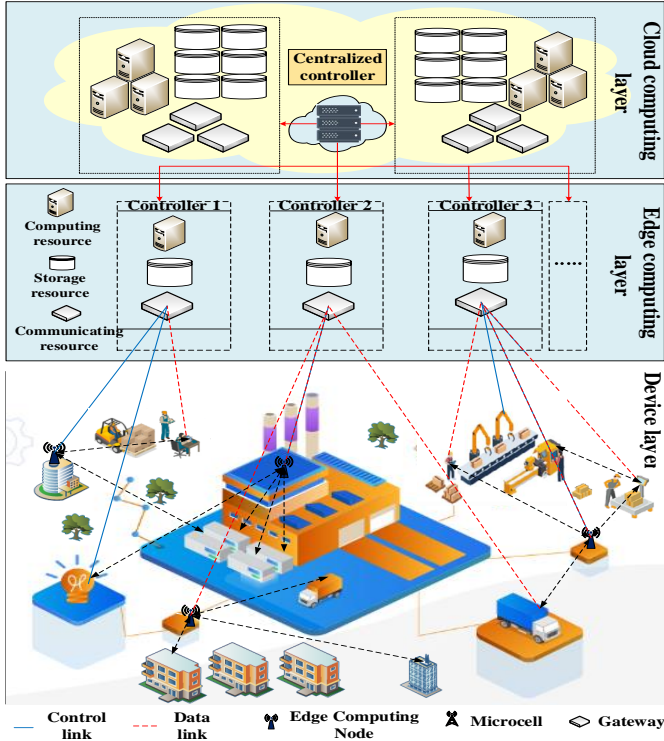 Centralized
controller
Cloud computing
layer
Controller 1
Controller 2
Controller 3
Computing
resource
Storage
resource
Communicating
resource
......
Edge computing
layer
Device layer
Control
link
Data
link
Edge Computing
Node
Microcell
Gateway